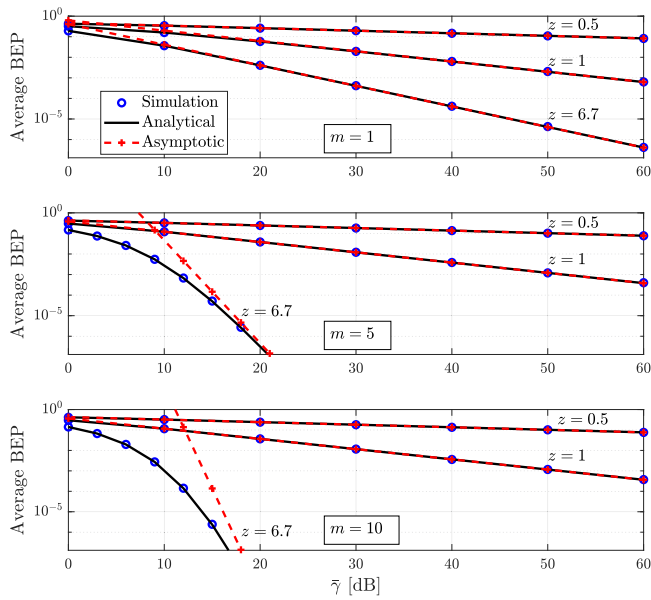 10^0
z = 0.5
z = 1
z = 6.7
Average BEP
10^-5
Simulation
Analytical
Asymptotic
m = 1
0 10 20 30 40 50 60
10^0
z = 0.5
z = 1
z = 6.7
Average BEP
10^-5
m = 5
0 10 20 30 40 50 60
10^0
z = 0.5
z = 1
z = 6.7
Average BEP
10^-5
m = 10
0 10 20 30 40 50 60
γ̄ [dB]